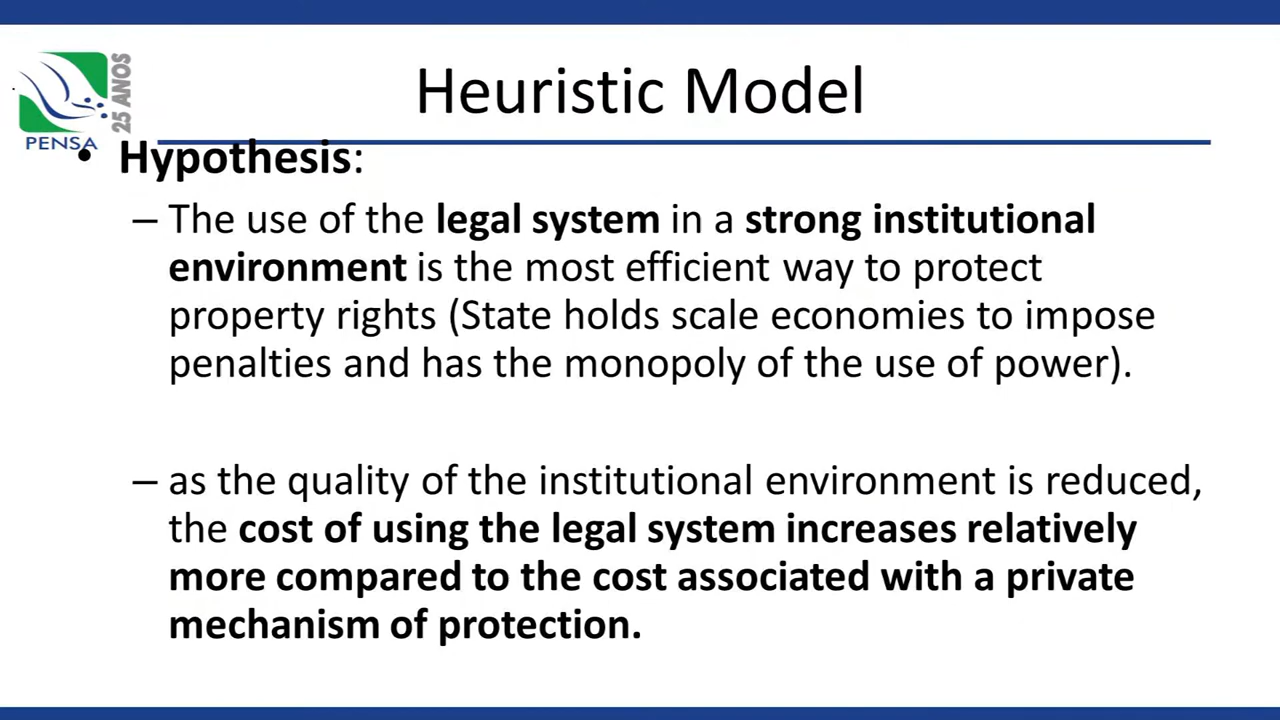 Heuristic Model
25 ANOS
PENSA
• Hypothesis:
– The use of the legal system in a strong institutional
environment is the most efficient way to protect
property rights (State holds scale economies to impose
penalties and has the monopoly of the use of power).
– as the quality of the institutional environment is reduced,
the cost of using the legal system increases relatively
more compared to the cost associated with a private
mechanism of protection.